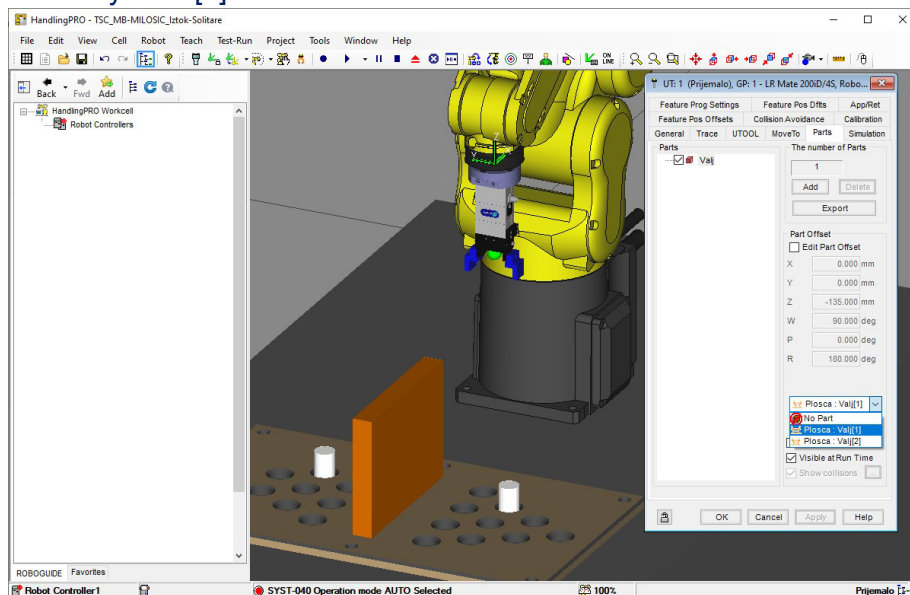 HandlingPRO - TSC_MB-MILOSIC_Iztok-Solitare
File Edit View Cell Robot Teach Test-Run Project Tools Window Help
Back Fwd Add
HandlingPRO Workcell
Robot Controllers
ROBOGUIDE Favorites
UT: 1 (Prijemalo), GP: 1 - LR Mate 200iD/4S, Robo...
Feature Prog Settings Feature Pos Dflts App/Ret
Feature Pos Offsets Collision Avoidance Calibration
General Trace UTOOL MoveTo Parts Simulation
Parts
Valj
The number of Parts
1
Add Delete
Export
Part Offset
Edit Part Offset
X 0.000 mm
Y 0.000 mm
Z -135.000 mm
W 90.000 deg
P 0.000 deg
R 180.000 deg
Plosca : Valj[1]
No Part
Plosca : Valj[1]
Plosca : Valj[2]
Visible at Run Time
Show collisions ...
OK Cancel Apply Help
Robot Controller1 SYST-040 Operation mode AUTO Selected 100% Prijemalo